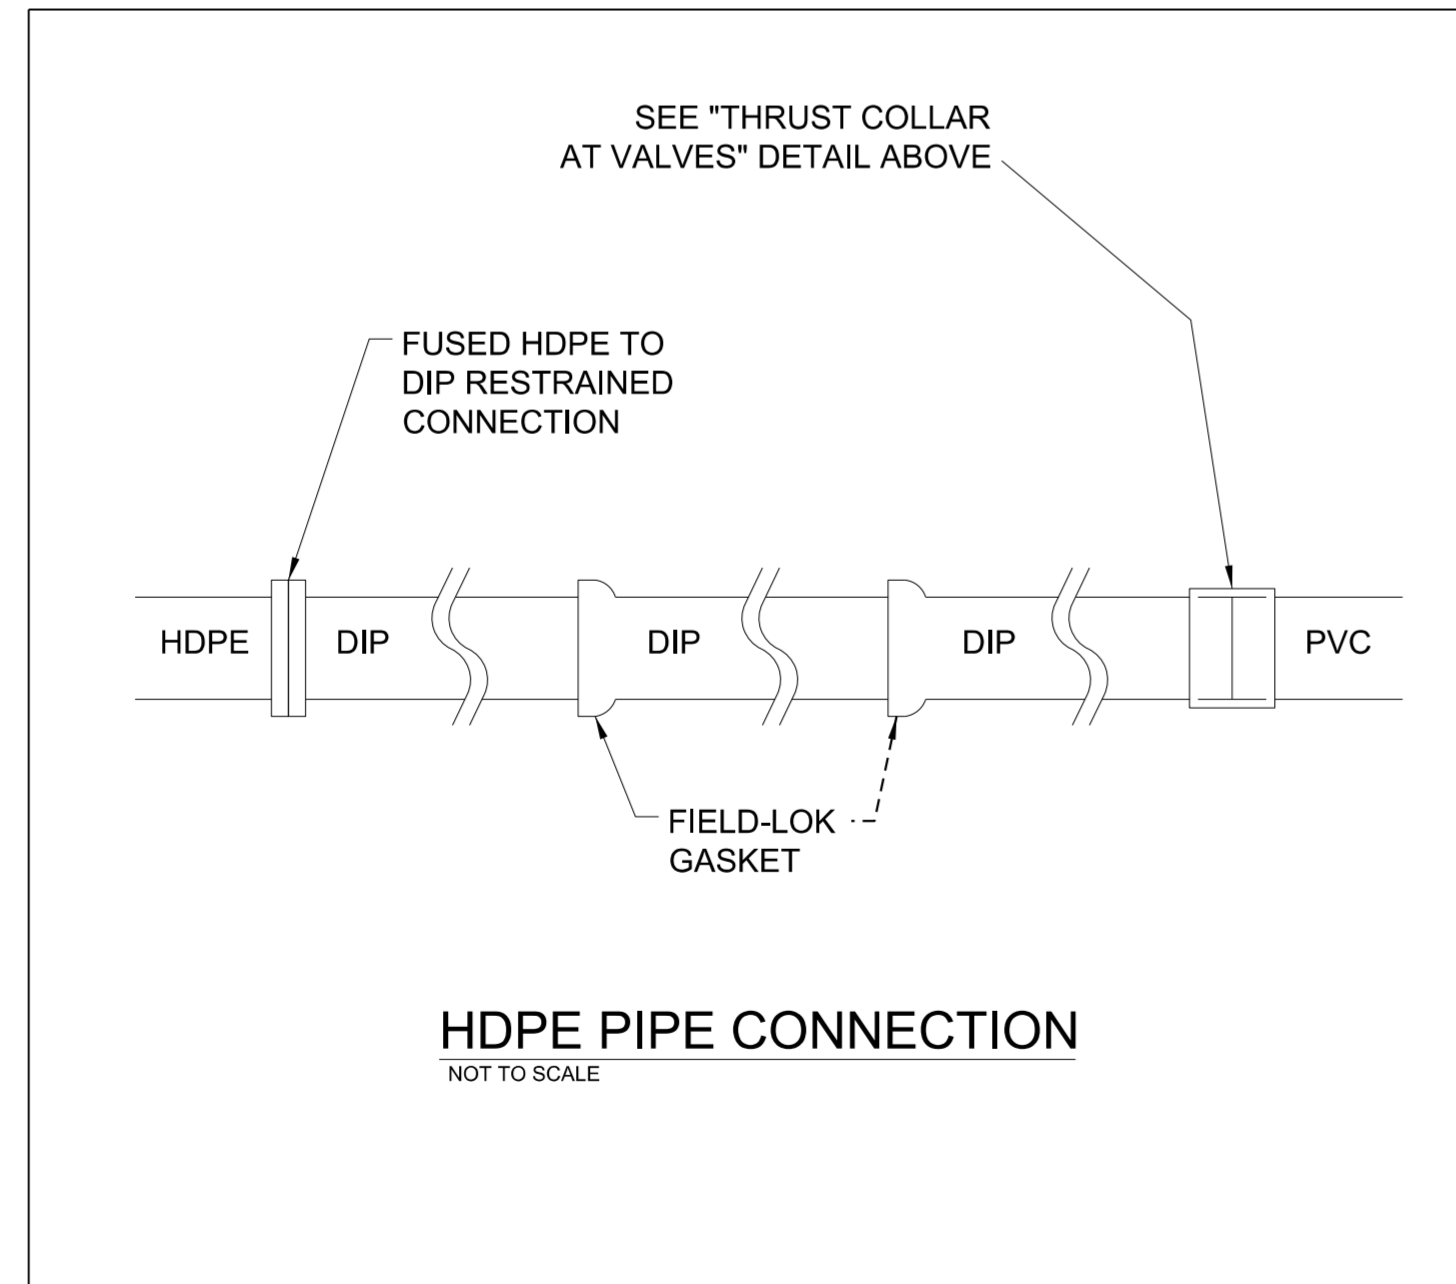 SEE "THRUST COLLAR
AT VALVES" DETAIL ABOVE
FUSED HDPE TO
DIP RESTRAINED
CONNECTION
HDPE
DIP
DIP
DIP
PVC
FIELD-LOK
GASKET
HDPE PIPE CONNECTION
NOT TO SCALE